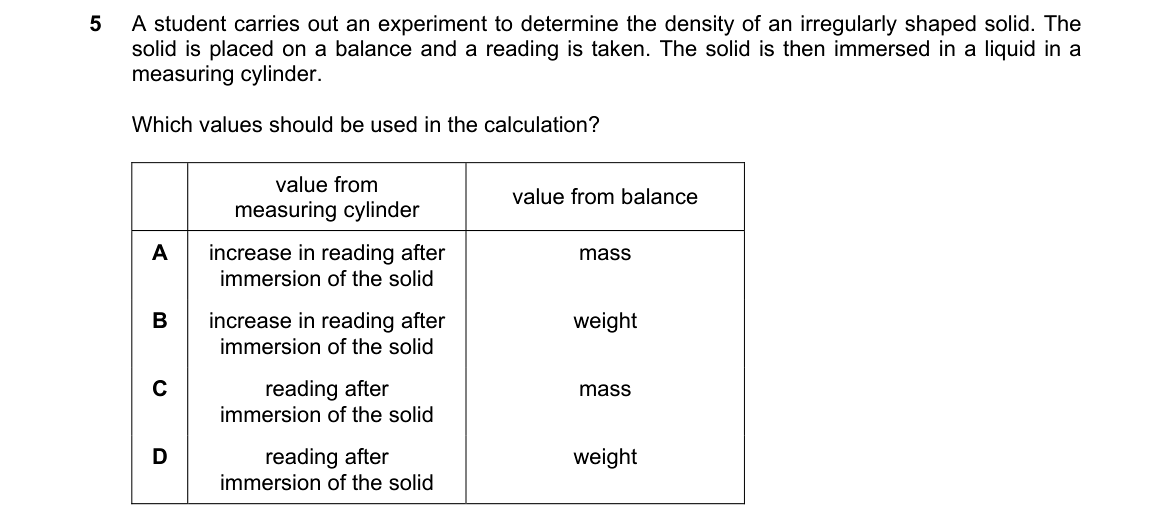 5 A student carries out an experiment to determine the density of an irregularly shaped solid. The
solid is placed on a balance and a reading is taken. The solid is then immersed in a liquid in a
measuring cylinder.
Which values should be used in the calculation?
value from
measuring cylinder
value from balance
A increase in reading after mass
immersion of the solid
B increase in reading after weight
immersion of the solid
C reading after mass
immersion of the solid
D reading after weight
immersion of the solid